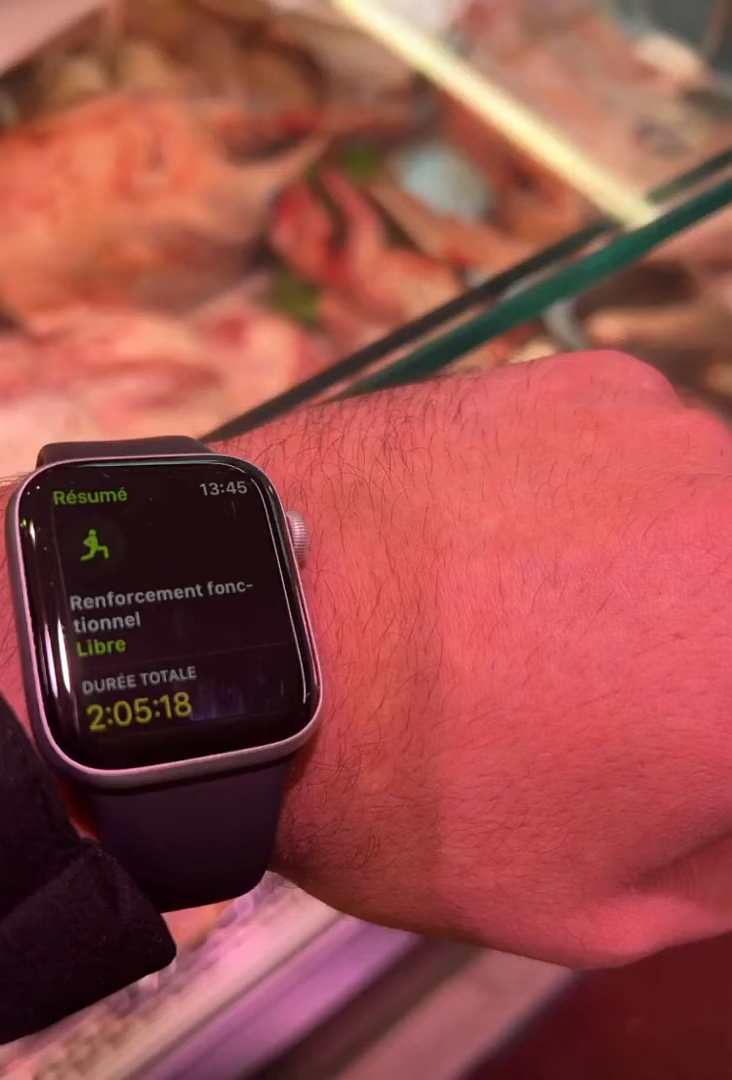 Résumé 13:45
Renforcement fonc-
tionnel
Libre
DURÉE TOTALE
2:05:18